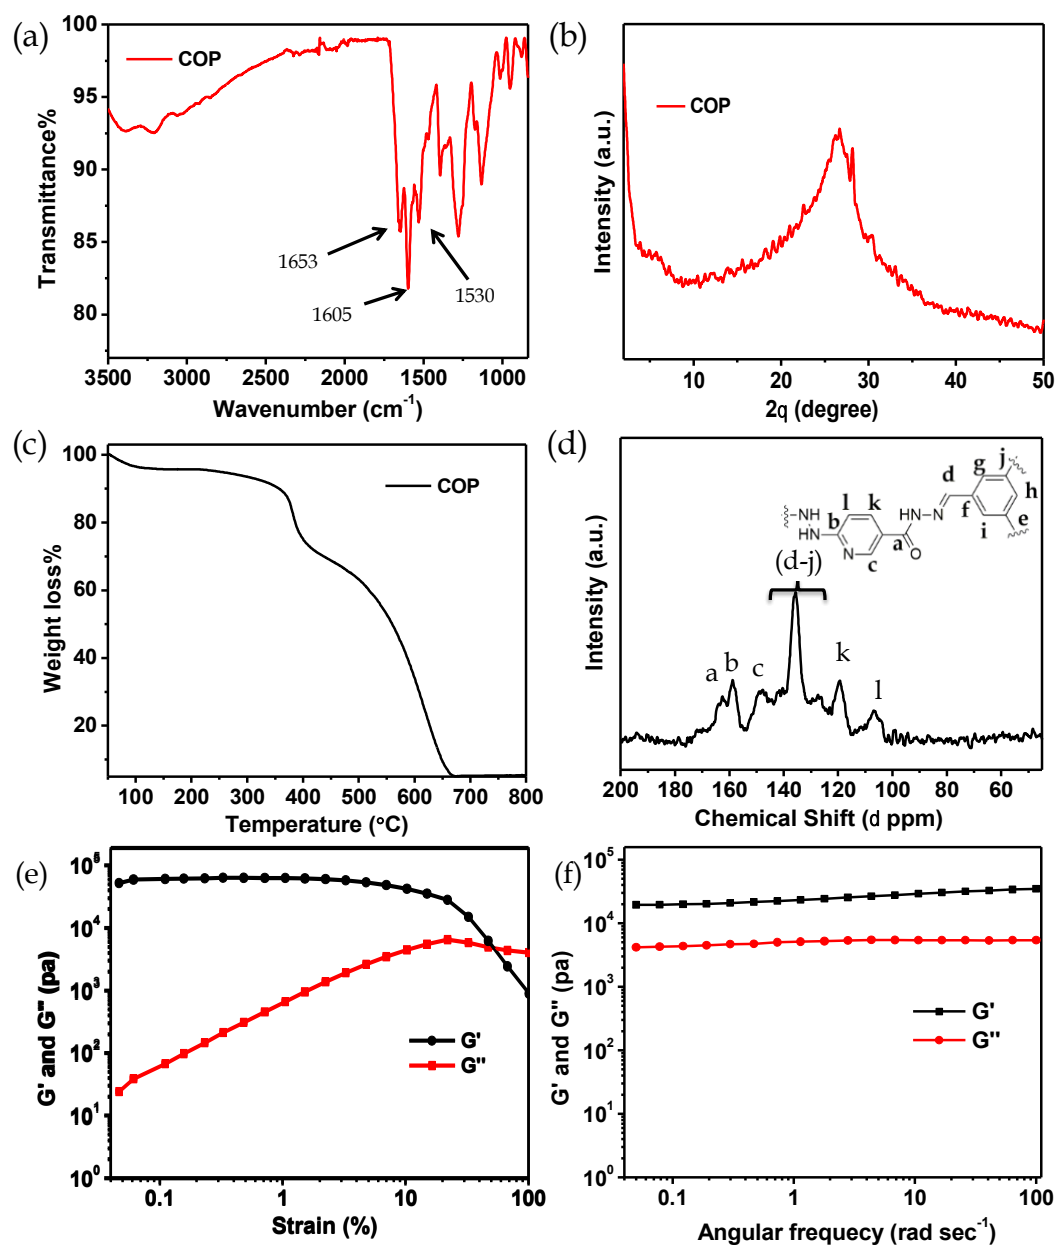 (a)
100
95
90
85
80
Transmittance%
COP
1653
1605
1530
3500 3000 2500 2000 1500 1000
Wavenumber (cm⁻¹)
(b)
Intensity (a.u.)
COP
10 20 30 40 50
2q (degree)
(c)
100
80
60
40
20
Weight loss%
COP
100 200 300 400 500 600 700 800
Temperature (°C)
(d)
Intensity (a.u.)
j
g
d
h
l k
NH
HN N
f
b
HN
i
e
a
N
O
c
(d-j)
a b c k l
200 180 160 140 120 100 80 60
Chemical Shift (d ppm)
(e)
10⁵
10⁴
10³
10²
10¹
10⁰
G' and G'' (pa)
G'
G''
0.1 1 10 100
Strain (%)
(f)
10⁵
10⁴
10³
10²
10¹
10⁰
G' and G'' (pa)
G'
G''
0.1 1 10 100
Angular frequecy (rad sec⁻¹)